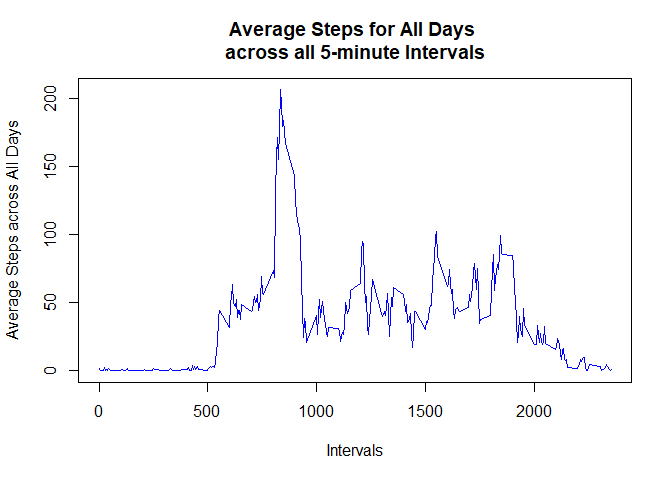 Average Steps for All Days
across all 5-minute Intervals
Average Steps across All Days
200
150
100
50
0
0 500 1000 1500 2000
Intervals